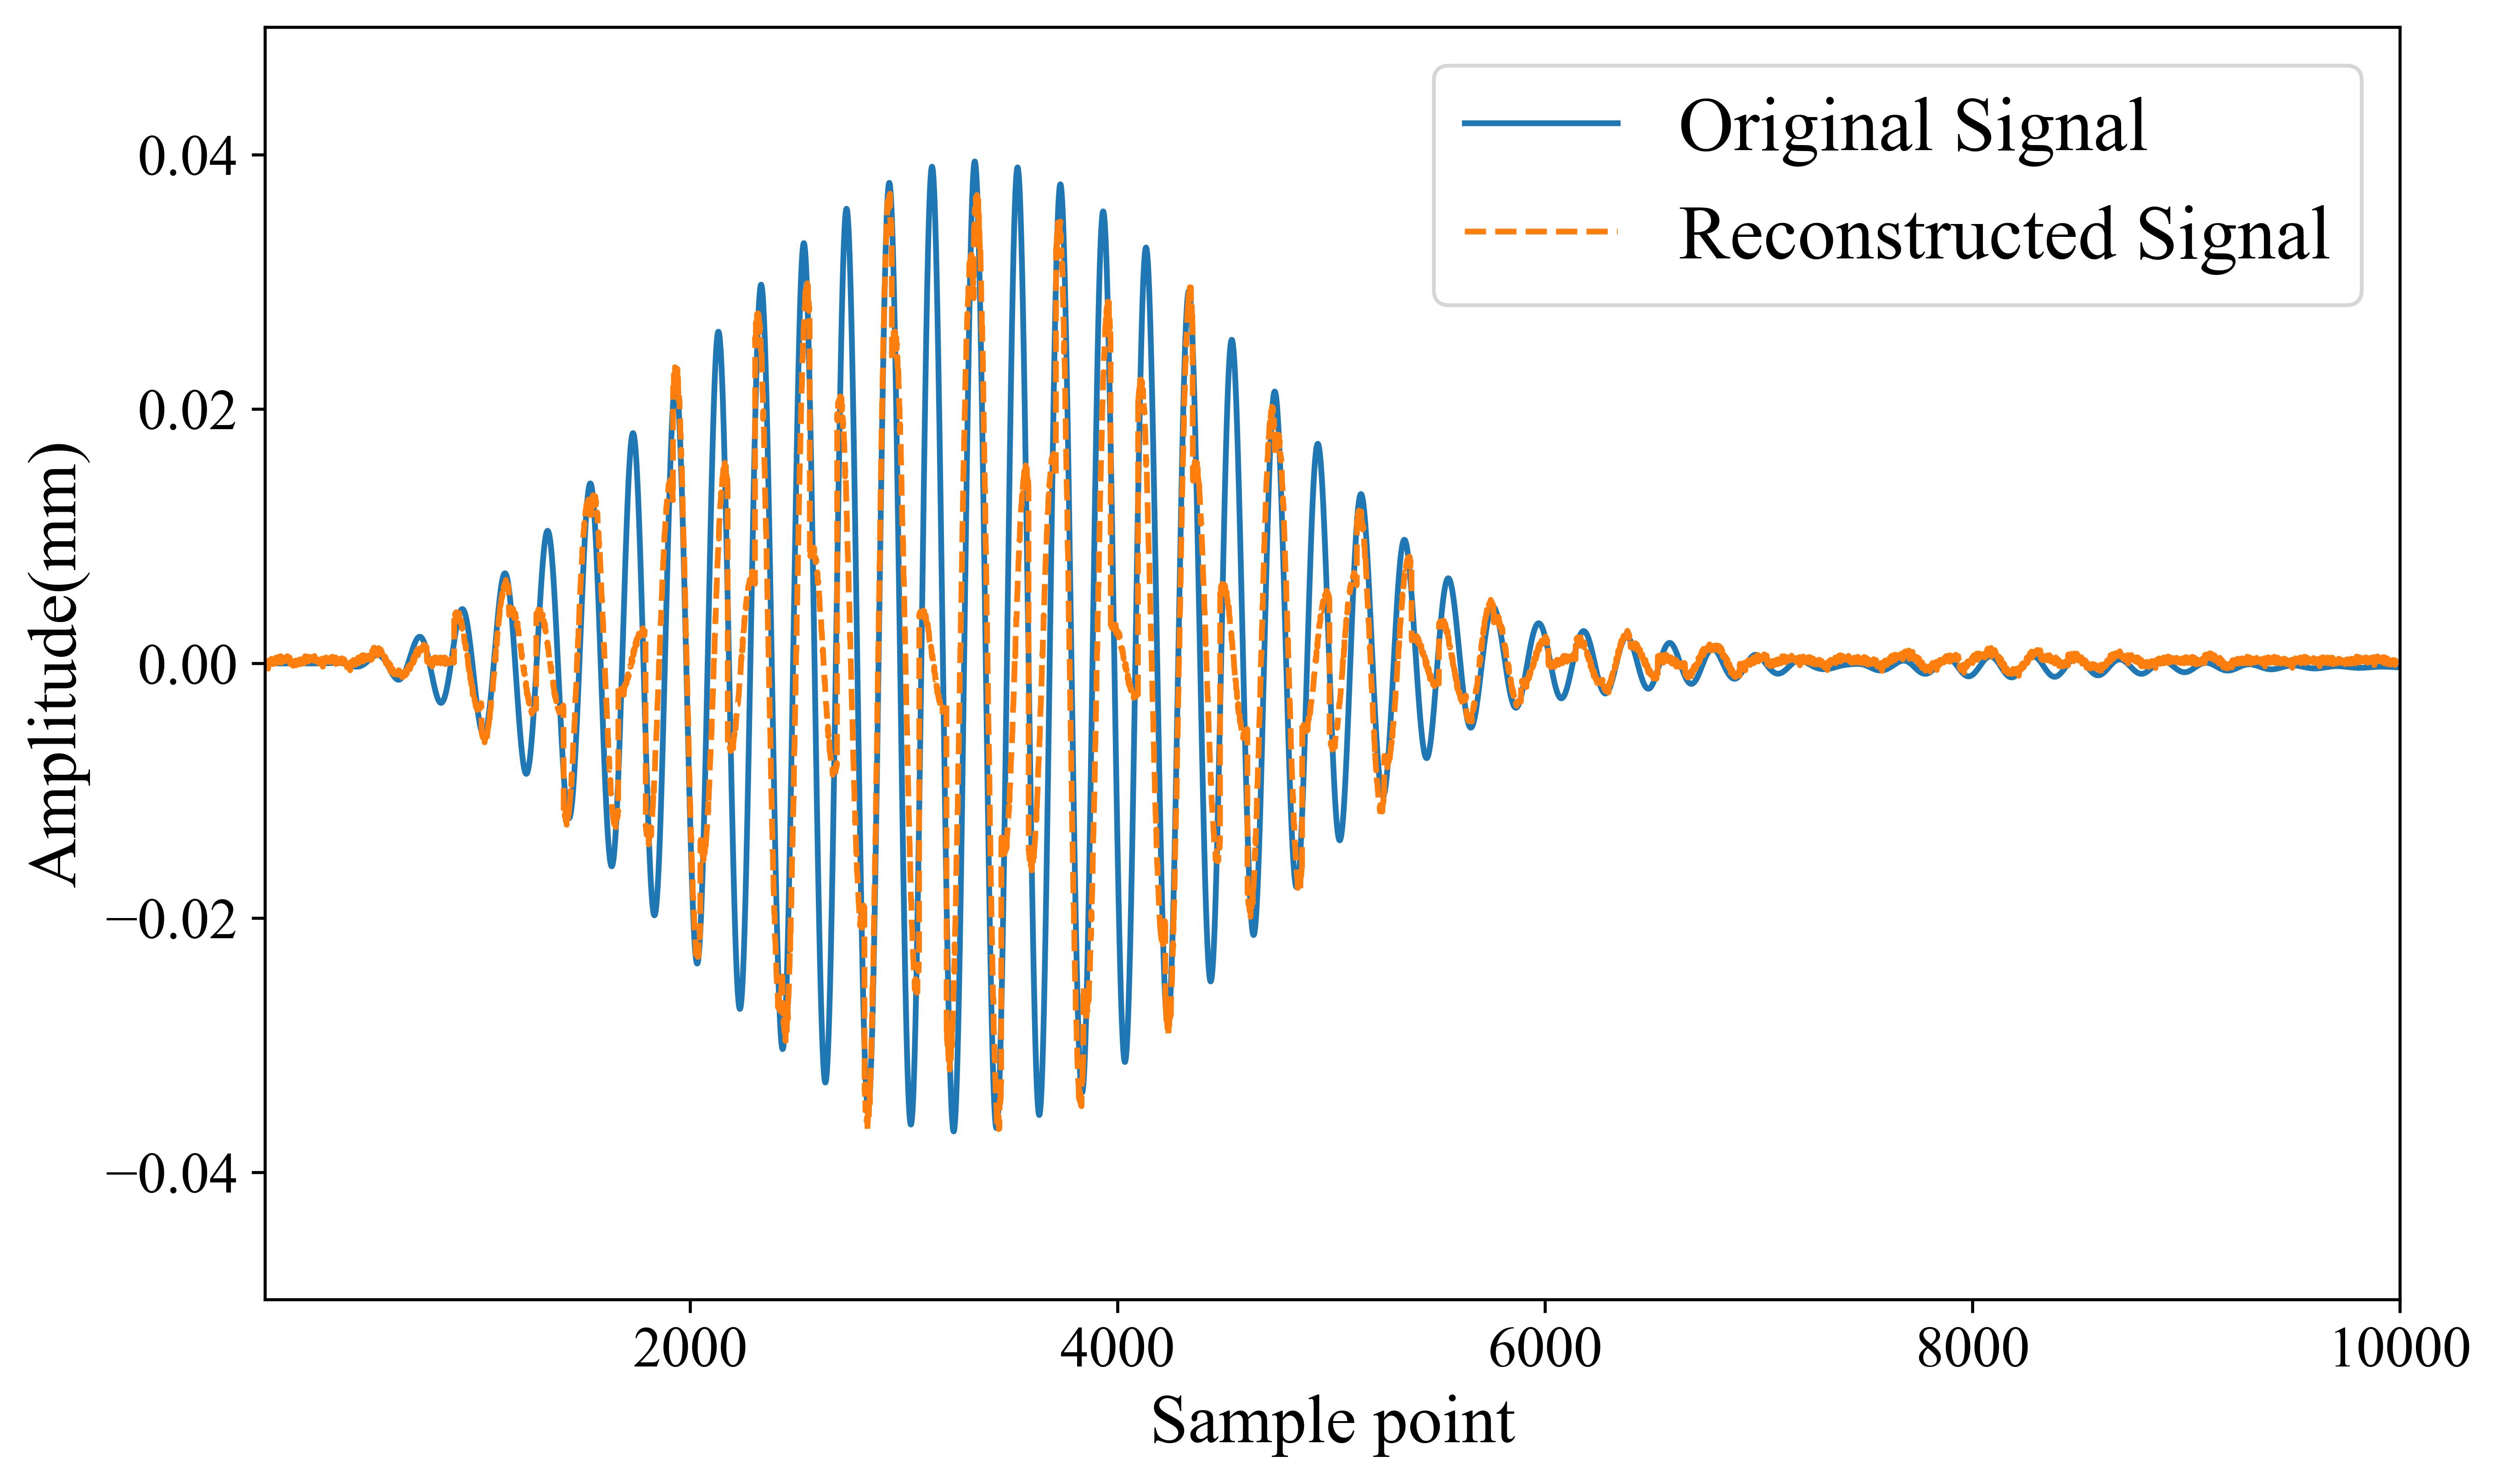 Original Signal
Reconstructed Signal
0.04
0.02
0.00
−0.02
−0.04
Amplitude(mm)
2000 4000 6000 8000 10000
Sample point